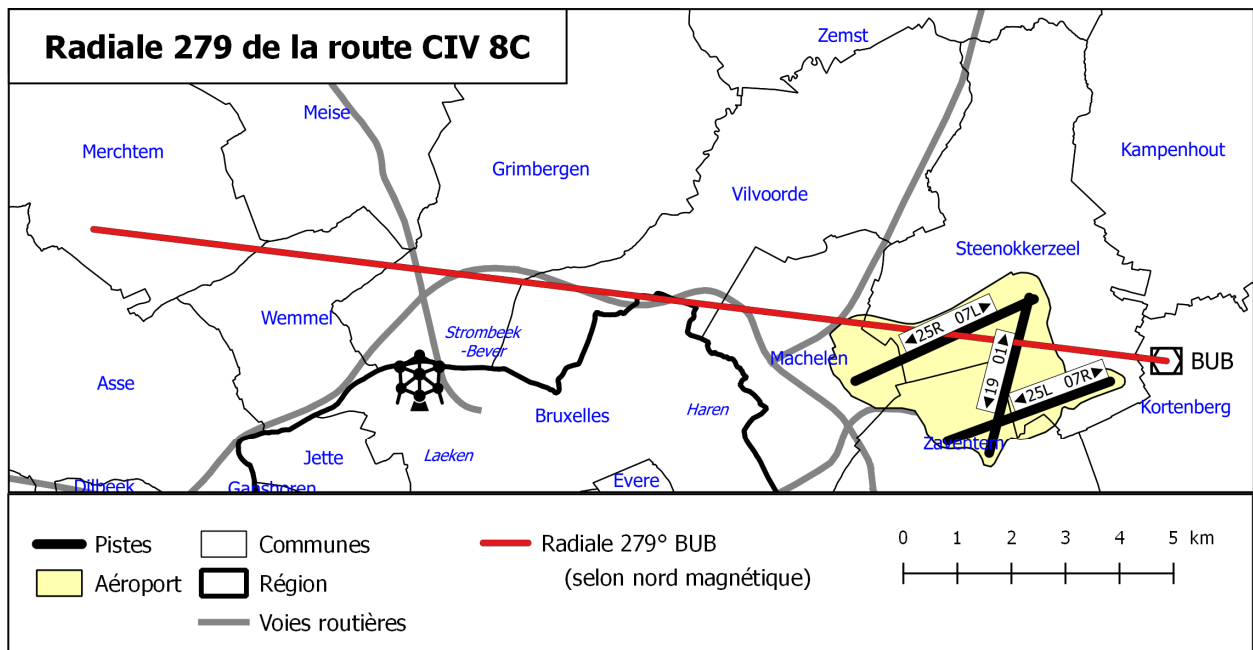 Radiale 279 de la route CIV 8C
Zemst
Meise
Merchtem
Kampenhout
Grimbergen
Vilvoorde
Steenokkerzeel
Wemmel
Strombeek
-Bever
◄25R 07L►
Machelen
BUB
Asse
◄19 01►
◄25L 07R►
Bruxelles
Haren
Kortenberg
Zaventem
Jette
Laeken
Evere
Dilbeek
Ganshoren
Pistes
Communes
Radiale 279° BUB
(selon nord magnétique)
0 1 2 3 4 5 km
Aéroport
Région
Voies routières